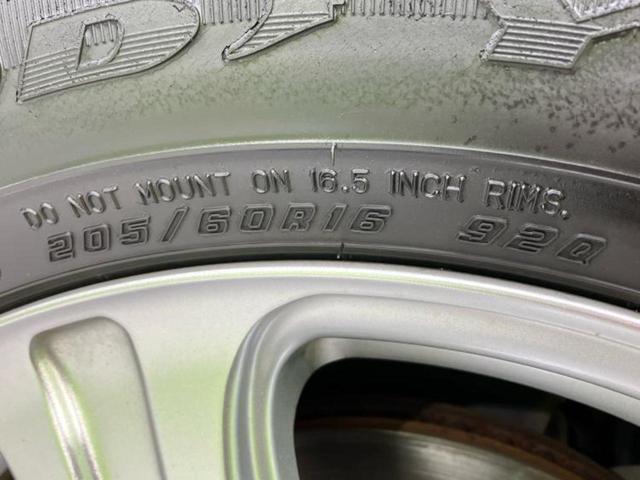 DO NOT MOUNT ON 16.5 INCH RIMS.
205/60R16 92Q